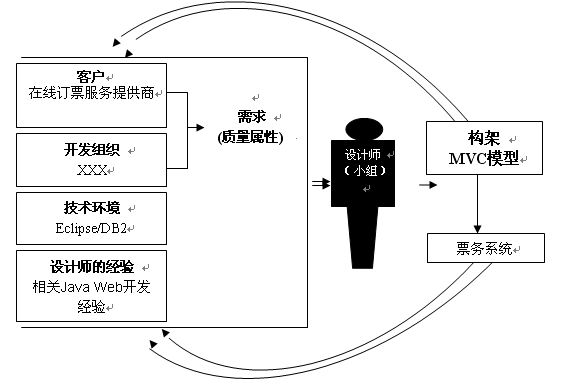 客户
在线订票服务提供商
需求
(质量属性)
开发组织
XXX
技术环境
Eclipse/DB2
设计师的经验
相关Java Web开发
经验
设计师
（小组）
构架
MVC模型
票务系统